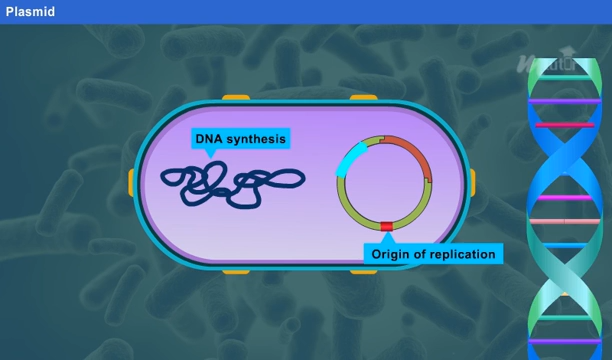 Plasmid
DNA synthesis
Origin of replication